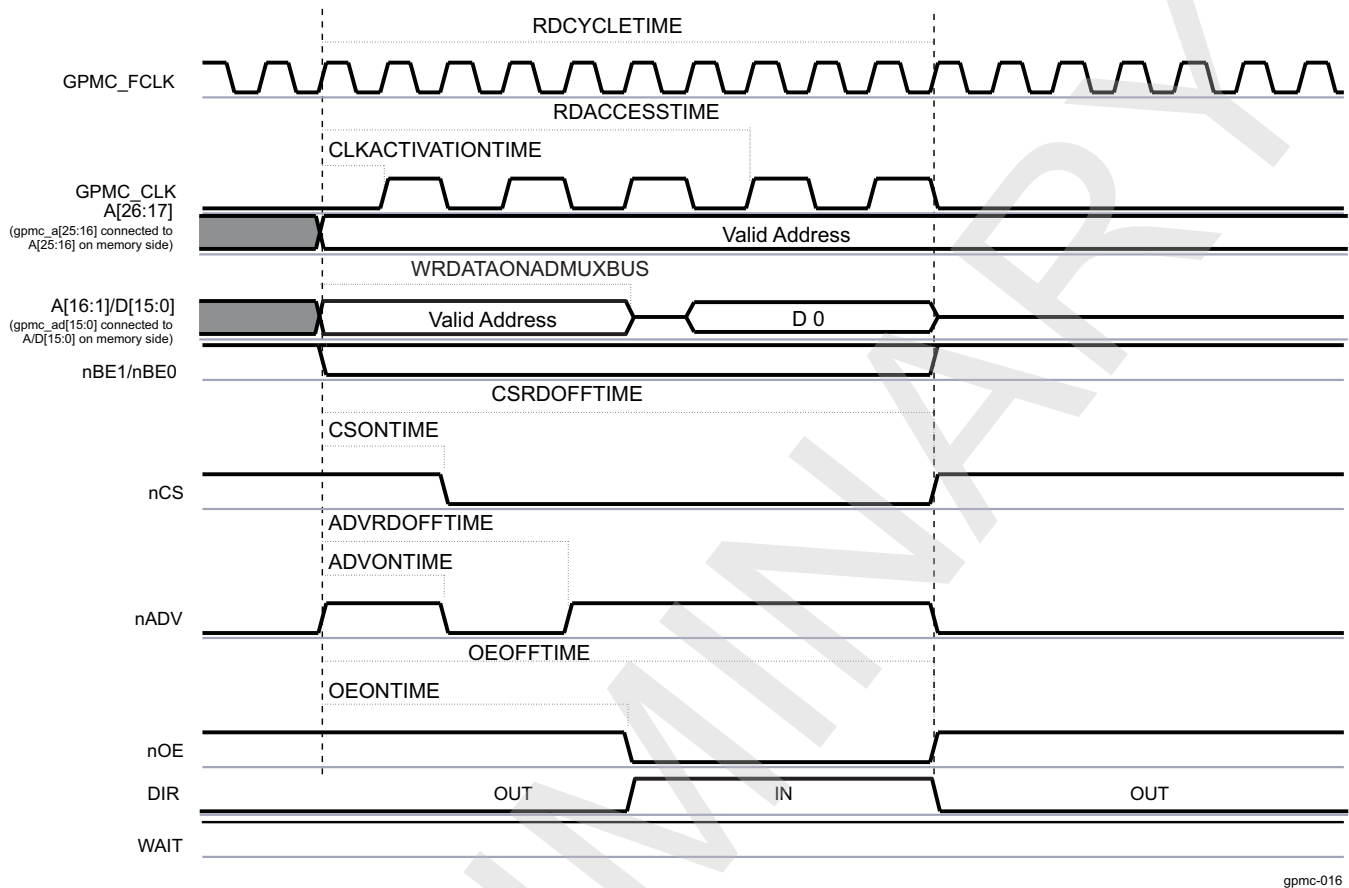 RDCYCLETIME
GPMC_FCLK
RDACCESSTIME
CLKACTIVATIONTIME
GPMC_CLK
A[26:17]
(gpmc_a[25:16] connected to
A[25:16] on memory side)
Valid Address
WRDATAONADMUXBUS
A[16:1]/D[15:0]
(gpmc_ad[15:0] connected to
A/D[15:0] on memory side)
Valid Address
D 0
nBE1/nBE0
CSRDOFFTIME
CSONTIME
nCS
ADVRDOFFTIME
ADVONTIME
nADV
OEOFFTIME
OEONTIME
nOE
DIR
OUT
IN
OUT
WAIT
gpmc-016